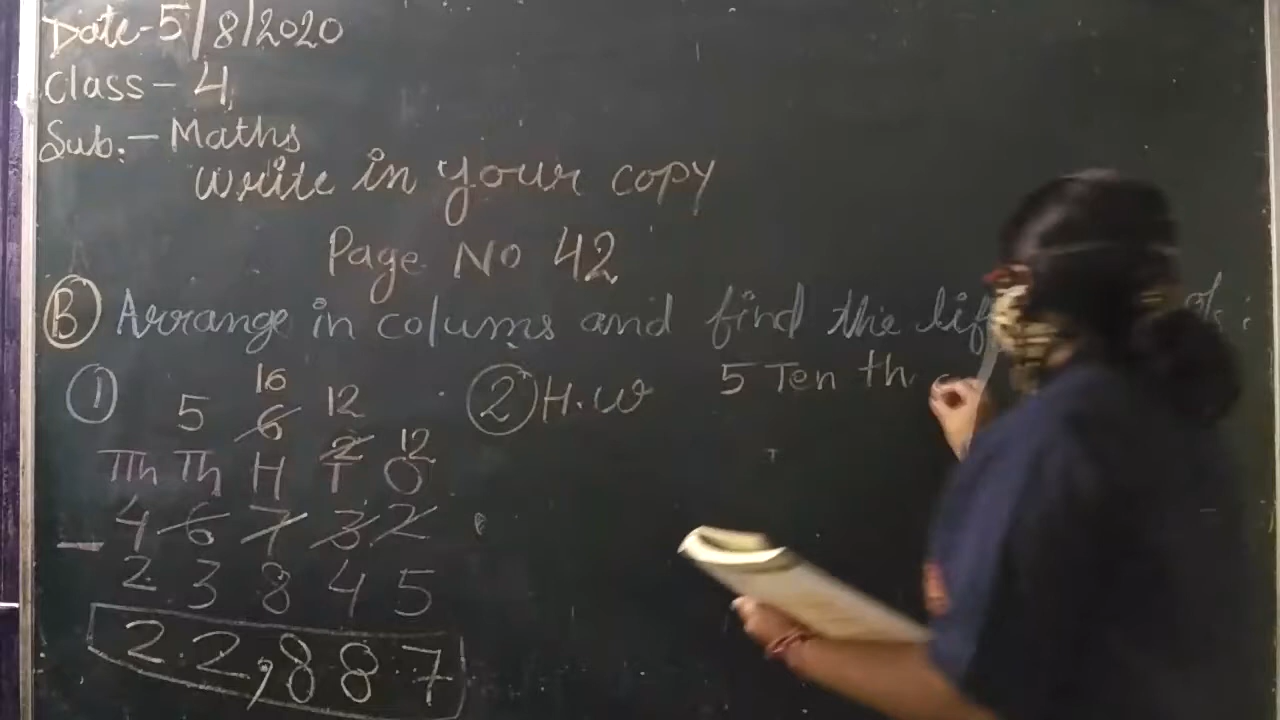 Date-5/8/2020
Class-4
Sub.:- Maths
Write in your copy
Page No 42
B Arrange in colums and find the
1 2 H.W 5 Ten th
16
5 6 12
2 12
Th Th H T O
- 4 6 7 3 2
2 3 8 4 5
22,887